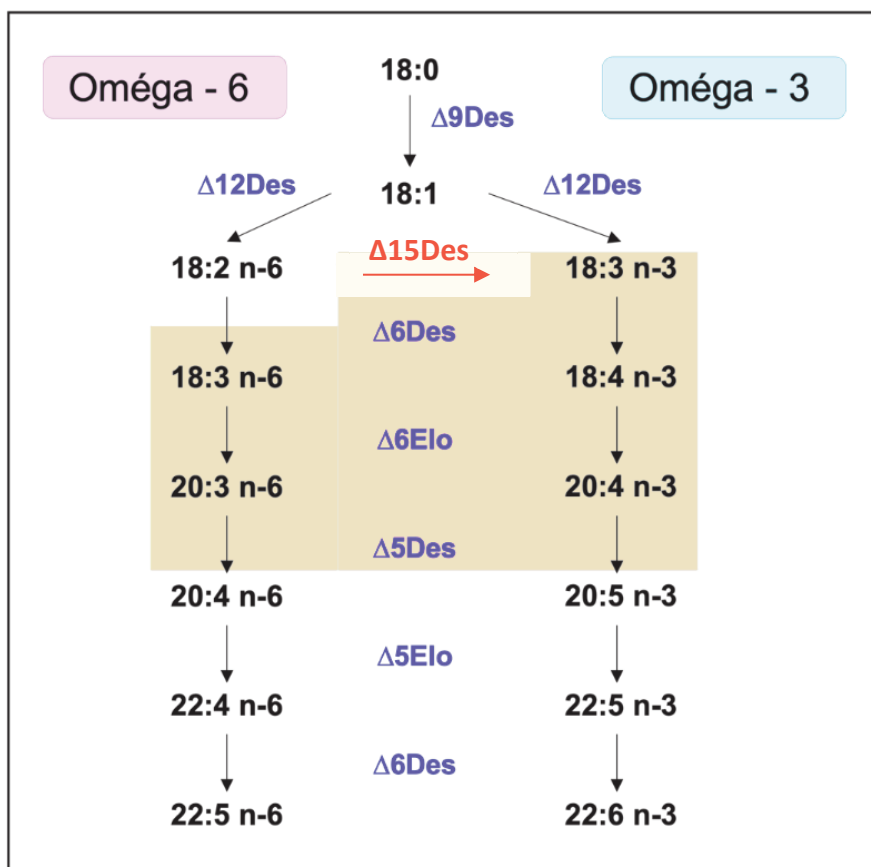 Oméga - 6
18:0
Oméga - 3
Δ9Des
Δ12Des
18:1
Δ12Des
18:2 n-6
Δ15Des
18:3 n-3
Δ6Des
18:3 n-6
18:4 n-3
Δ6Elo
20:3 n-6
20:4 n-3
Δ5Des
20:4 n-6
20:5 n-3
Δ5Elo
22:4 n-6
22:5 n-3
Δ6Des
22:5 n-6
22:6 n-3